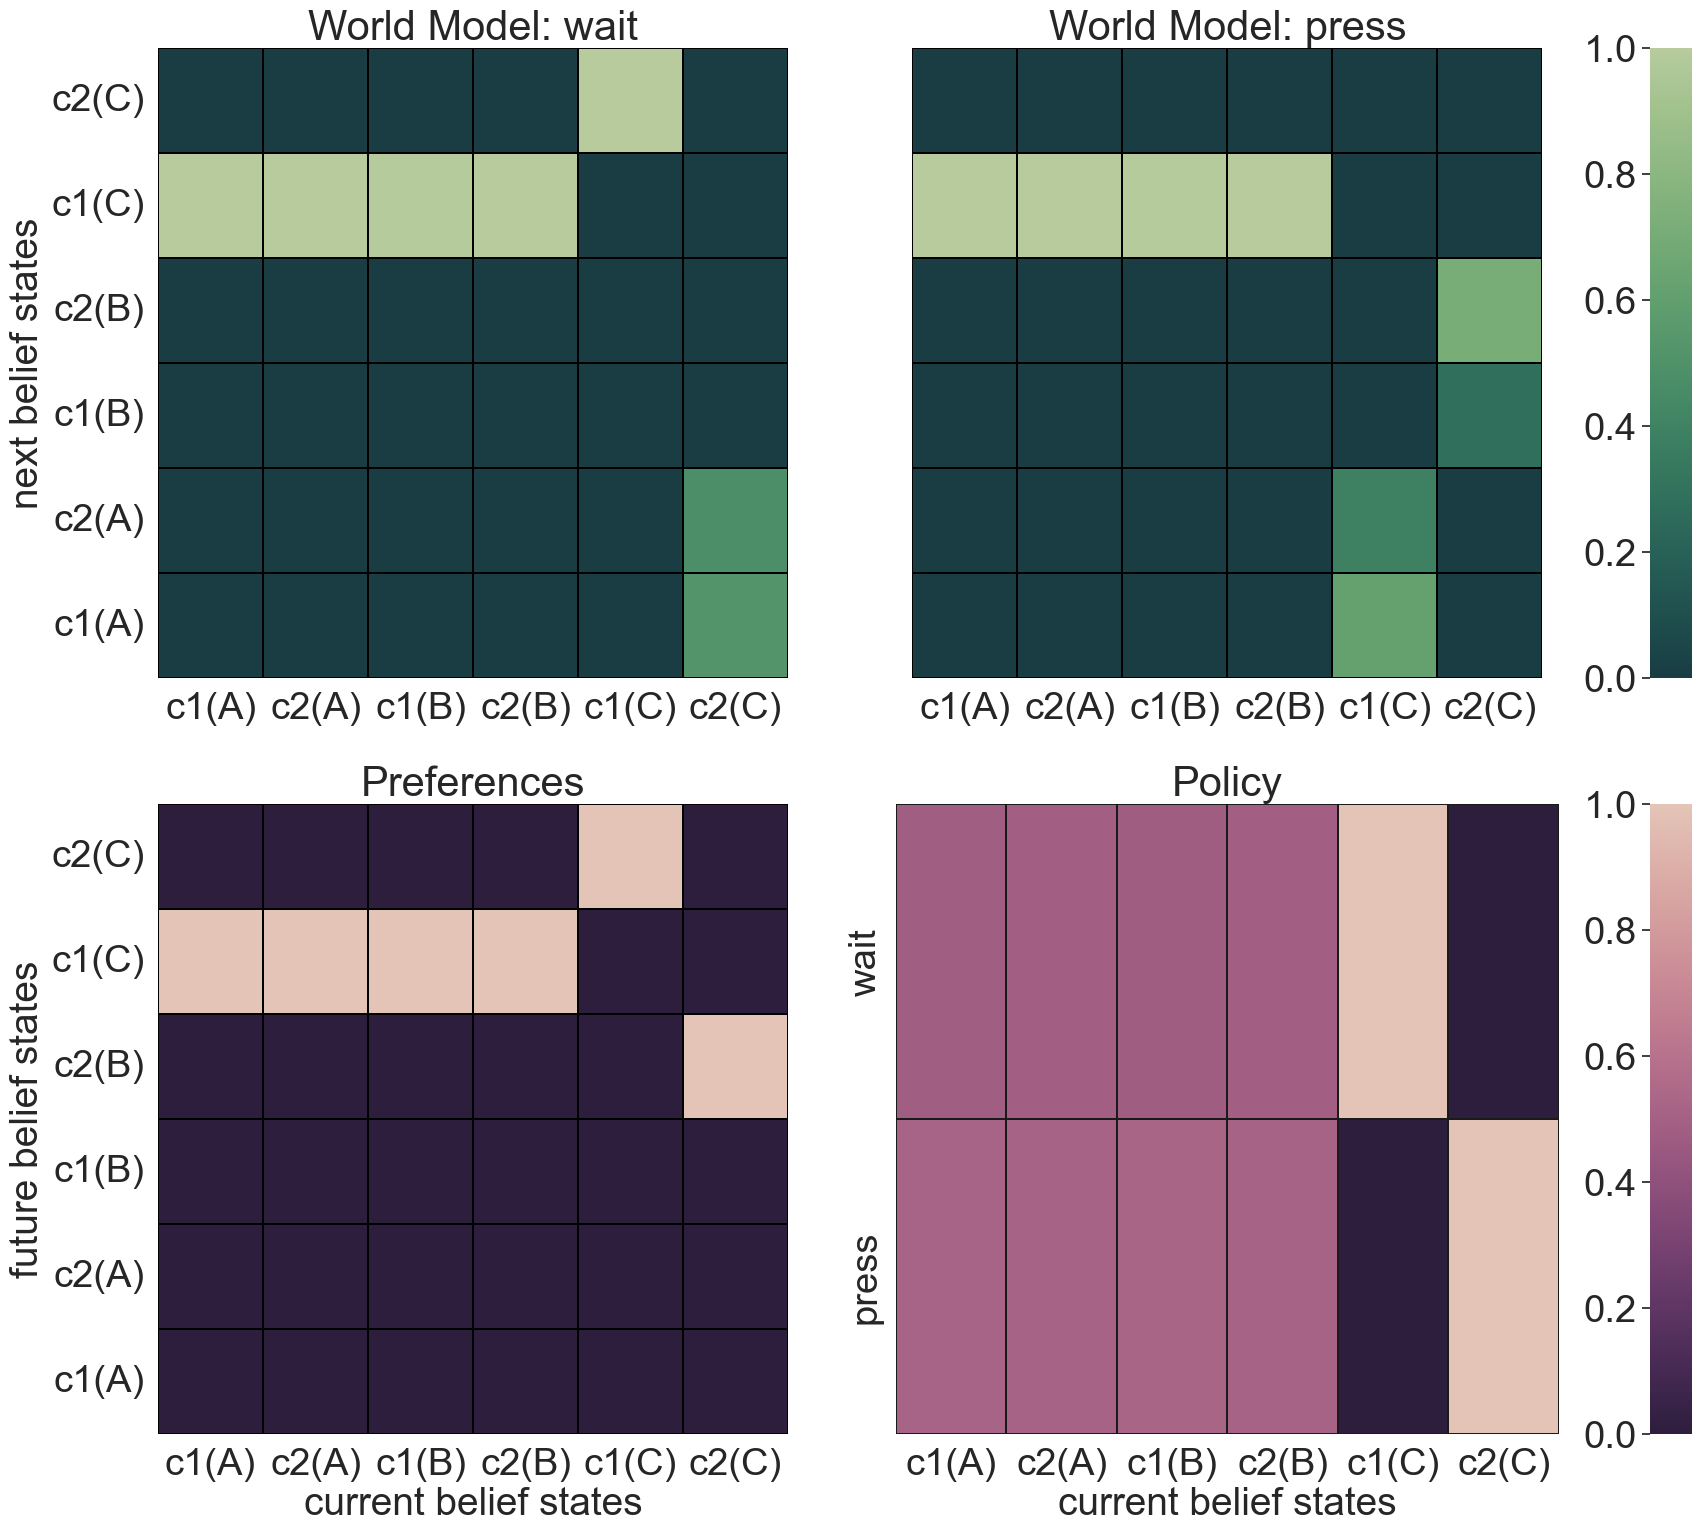 World Model: wait
World Model: press
next belief states
c2(C)
c1(C)
c2(B)
c1(B)
c2(A)
c1(A)
c1(A) c2(A) c1(B) c2(B) c1(C) c2(C)
c1(A) c2(A) c1(B) c2(B) c1(C) c2(C)
1.0
0.8
0.6
0.4
0.2
0.0
Preferences
Policy
future belief states
c2(C)
c1(C)
c2(B)
c1(B)
c2(A)
c1(A)
c1(A) c2(A) c1(B) c2(B) c1(C) c2(C)
current belief states
wait
press
c1(A) c2(A) c1(B) c2(B) c1(C) c2(C)
current belief states
1.0
0.8
0.6
0.4
0.2
0.0